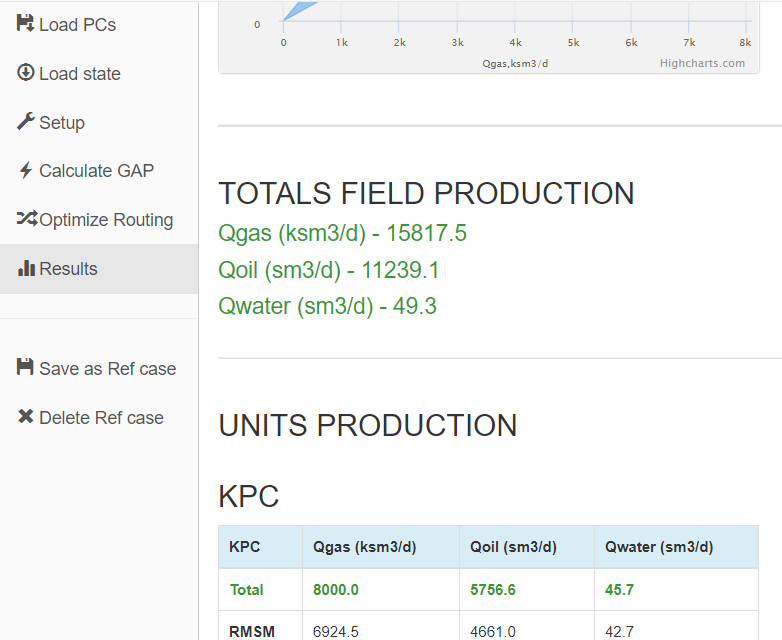 Load PCs
Load state
Setup
Calculate GAP
Optimize Routing
Results
Save as Ref case
Delete Ref case
0
0 1k 2k 3k 4k 5k 6k 7k 8k
Qgas,ksm3/d
Highcharts.com
TOTALS FIELD PRODUCTION
Qgas (ksm3/d) - 15817.5
Qoil (sm3/d) - 11239.1
Qwater (sm3/d) - 49.3
UNITS PRODUCTION
KPC
KPC Qgas (ksm3/d) Qoil (sm3/d) Qwater (sm3/d)
Total 8000.0 5756.6 45.7
RMSM 6924.5 4661.0 42.7